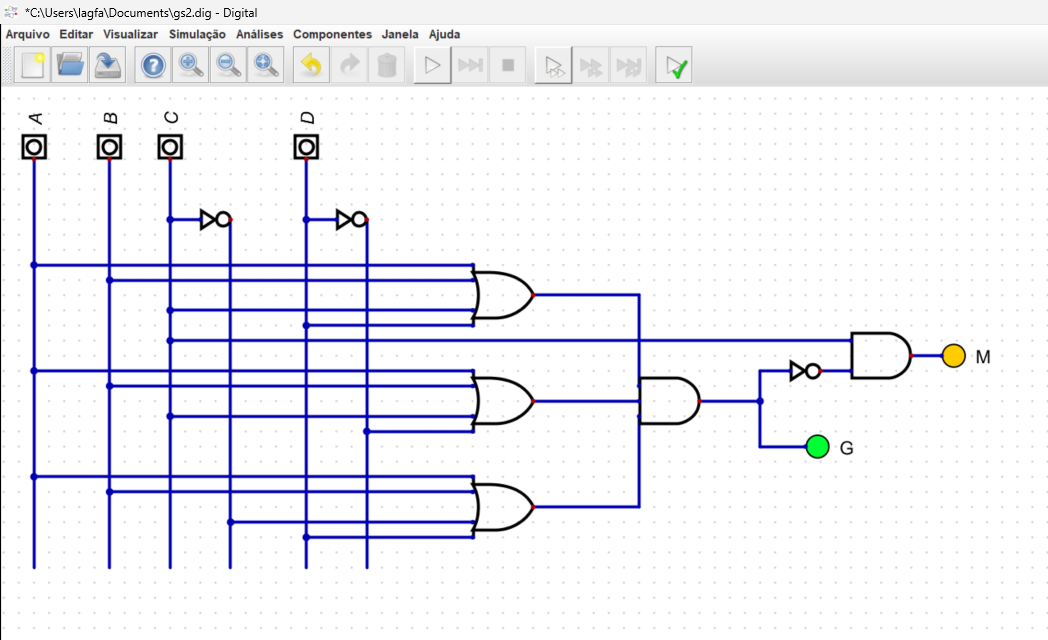 *C:\Users\lagfa\Documents\gs2.dig - Digital
Arquivo Editar Visualizar Simulação Análises Componentes Janela Ajuda
A B C D
M
G